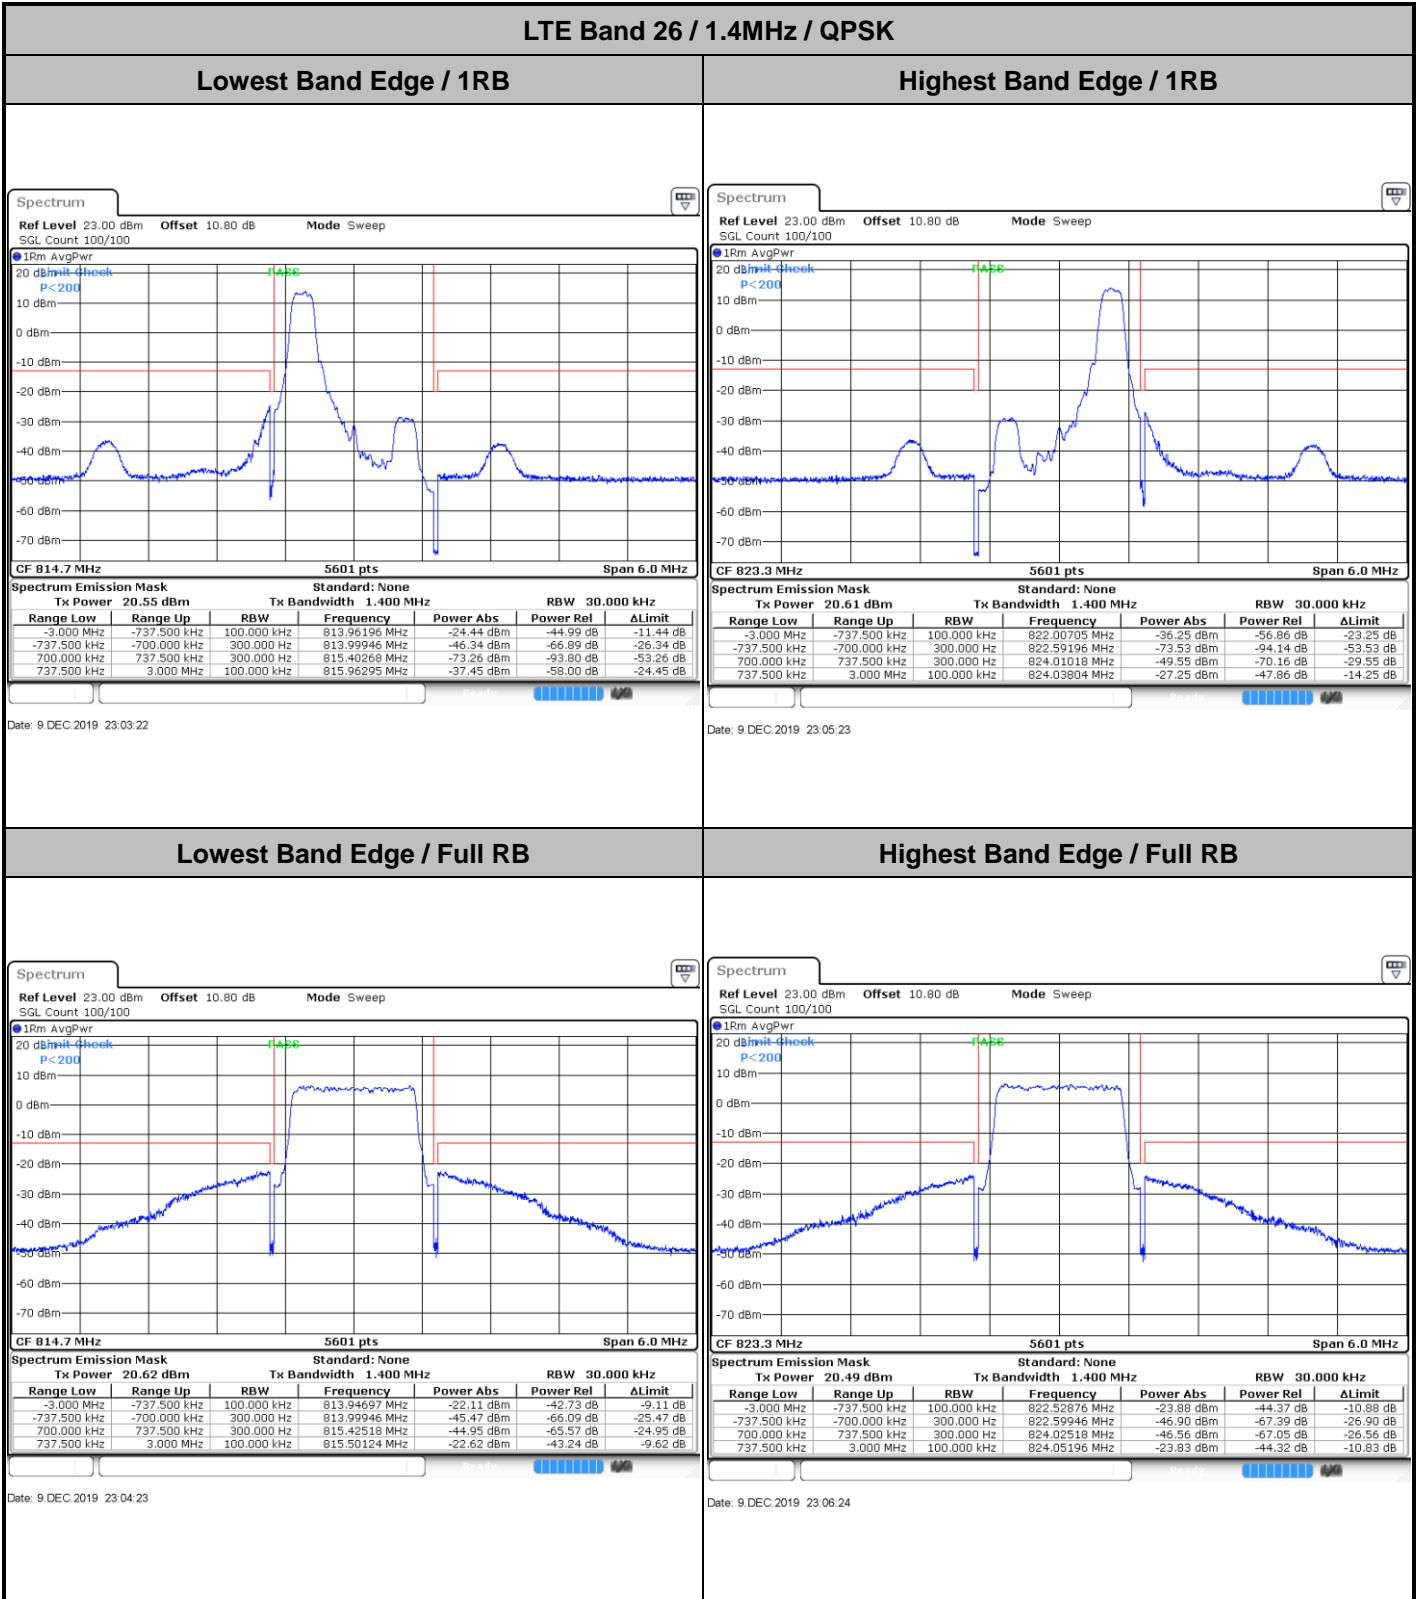 LTE Band 26 / 1.4MHz / QPSK
Lowest Band Edge / 1RB
Highest Band Edge / 1RB
Spectrum
Ref Level 23.00 dBm Offset 10.80 dB Mode Sweep
SGL Count 100/100
1Rm AvgPwr
20 dBm
Limit Check
PASS
P<200
10 dBm
0 dBm
-10 dBm
-20 dBm
-30 dBm
-40 dBm
-50 dBm
-60 dBm
-70 dBm
CF 814.7 MHz 5601 pts Span 6.0 MHz
Spectrum Emission Mask Standard: None
Tx Power 20.55 dBm Tx Bandwidth 1.400 MHz RBW 30.000 kHz
Range Low Range Up RBW Frequency Power Abs Power Rel ΔLimit
-3.000 MHz -737.500 kHz 100.000 kHz 813.96196 MHz -24.44 dBm -44.99 dB -11.44 dB
-737.500 kHz -700.000 kHz 300.000 Hz 813.99946 MHz -46.34 dBm -66.89 dB -26.34 dB
700.000 kHz 737.500 kHz 300.000 Hz 815.40268 MHz -73.26 dBm -93.80 dB -53.26 dB
737.500 kHz 3.000 MHz 100.000 kHz 815.96295 MHz -37.45 dBm -58.00 dB -24.45 dB
Ready
Date: 9.DEC.2019 23:03:22
Spectrum
Ref Level 23.00 dBm Offset 10.80 dB Mode Sweep
SGL Count 100/100
1Rm AvgPwr
20 dBm
Limit Check
PASS
P<200
10 dBm
0 dBm
-10 dBm
-20 dBm
-30 dBm
-40 dBm
-50 dBm
-60 dBm
-70 dBm
CF 823.3 MHz 5601 pts Span 6.0 MHz
Spectrum Emission Mask Standard: None
Tx Power 20.61 dBm Tx Bandwidth 1.400 MHz RBW 30.000 kHz
Range Low Range Up RBW Frequency Power Abs Power Rel ΔLimit
-3.000 MHz -737.500 kHz 100.000 kHz 822.00705 MHz -36.25 dBm -56.86 dB -23.25 dB
-737.500 kHz -700.000 kHz 300.000 Hz 822.59196 MHz -73.53 dBm -94.14 dB -53.53 dB
700.000 kHz 737.500 kHz 300.000 Hz 824.01018 MHz -49.55 dBm -70.16 dB -29.55 dB
737.500 kHz 3.000 MHz 100.000 kHz 824.03804 MHz -27.25 dBm -47.86 dB -14.25 dB
Ready
Date: 9.DEC.2019 23:05:23
Lowest Band Edge / Full RB
Highest Band Edge / Full RB
Spectrum
Ref Level 23.00 dBm Offset 10.80 dB Mode Sweep
SGL Count 100/100
1Rm AvgPwr
20 dBm
Limit Check
PASS
P<200
10 dBm
0 dBm
-10 dBm
-20 dBm
-30 dBm
-40 dBm
-50 dBm
-60 dBm
-70 dBm
CF 814.7 MHz 5601 pts Span 6.0 MHz
Spectrum Emission Mask Standard: None
Tx Power 20.62 dBm Tx Bandwidth 1.400 MHz RBW 30.000 kHz
Range Low Range Up RBW Frequency Power Abs Power Rel ΔLimit
-3.000 MHz -737.500 kHz 100.000 kHz 813.94697 MHz -22.11 dBm -42.73 dB -9.11 dB
-737.500 kHz -700.000 kHz 300.000 Hz 813.99946 MHz -45.47 dBm -66.09 dB -25.47 dB
700.000 kHz 737.500 kHz 300.000 Hz 815.42518 MHz -44.95 dBm -65.57 dB -24.95 dB
737.500 kHz 3.000 MHz 100.000 kHz 815.50124 MHz -22.62 dBm -43.24 dB -9.62 dB
Ready
Date: 9.DEC.2019 23:04:23
Spectrum
Ref Level 23.00 dBm Offset 10.80 dB Mode Sweep
SGL Count 100/100
1Rm AvgPwr
20 dBm
Limit Check
PASS
P<200
10 dBm
0 dBm
-10 dBm
-20 dBm
-30 dBm
-40 dBm
-50 dBm
-60 dBm
-70 dBm
CF 823.3 MHz 5601 pts Span 6.0 MHz
Spectrum Emission Mask Standard: None
Tx Power 20.49 dBm Tx Bandwidth 1.400 MHz RBW 30.000 kHz
Range Low Range Up RBW Frequency Power Abs Power Rel ΔLimit
-3.000 MHz -737.500 kHz 100.000 kHz 822.52876 MHz -23.88 dBm -44.37 dB -10.88 dB
-737.500 kHz -700.000 kHz 300.000 Hz 822.59946 MHz -46.90 dBm -67.39 dB -26.90 dB
700.000 kHz 737.500 kHz 300.000 Hz 824.02518 MHz -46.56 dBm -67.05 dB -26.56 dB
737.500 kHz 3.000 MHz 100.000 kHz 824.05196 MHz -23.83 dBm -44.32 dB -10.83 dB
Ready
Date: 9.DEC.2019 23:06:24